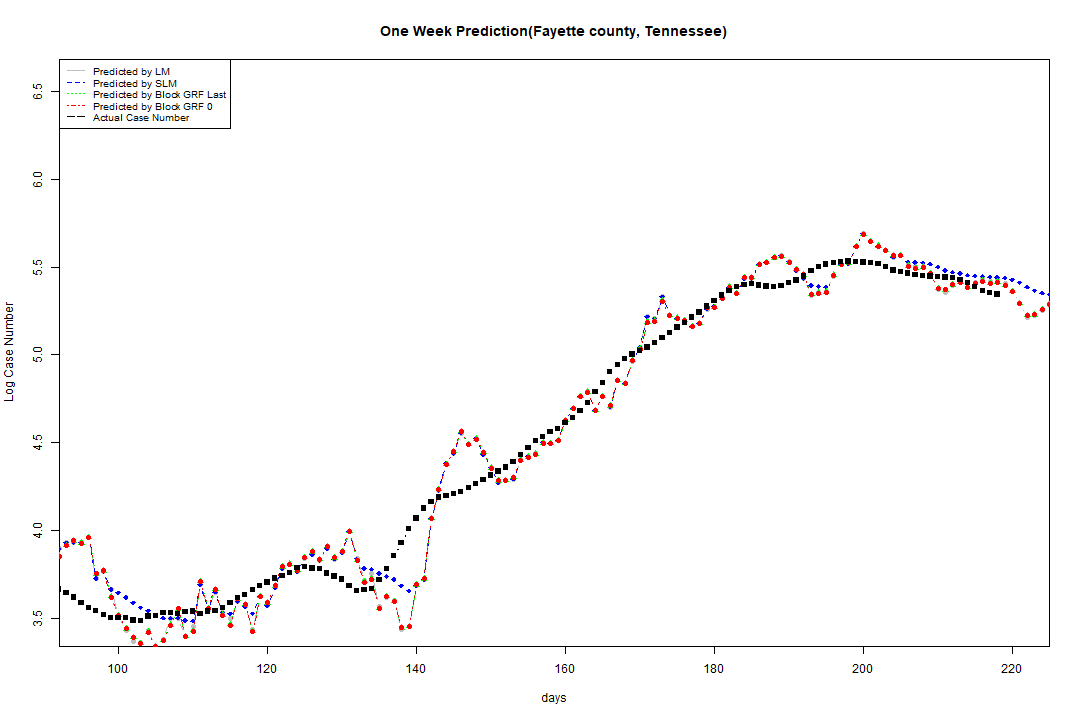 One Week Prediction(Fayette county, Tennessee)
Predicted by LM
Predicted by SLM
Predicted by Block GRF Last
Predicted by Block GRF 0
Actual Case Number
6.5
6.0
5.5
5.0
4.5
4.0
3.5
Log Case Number
100 120 140 160 180 200 220
days